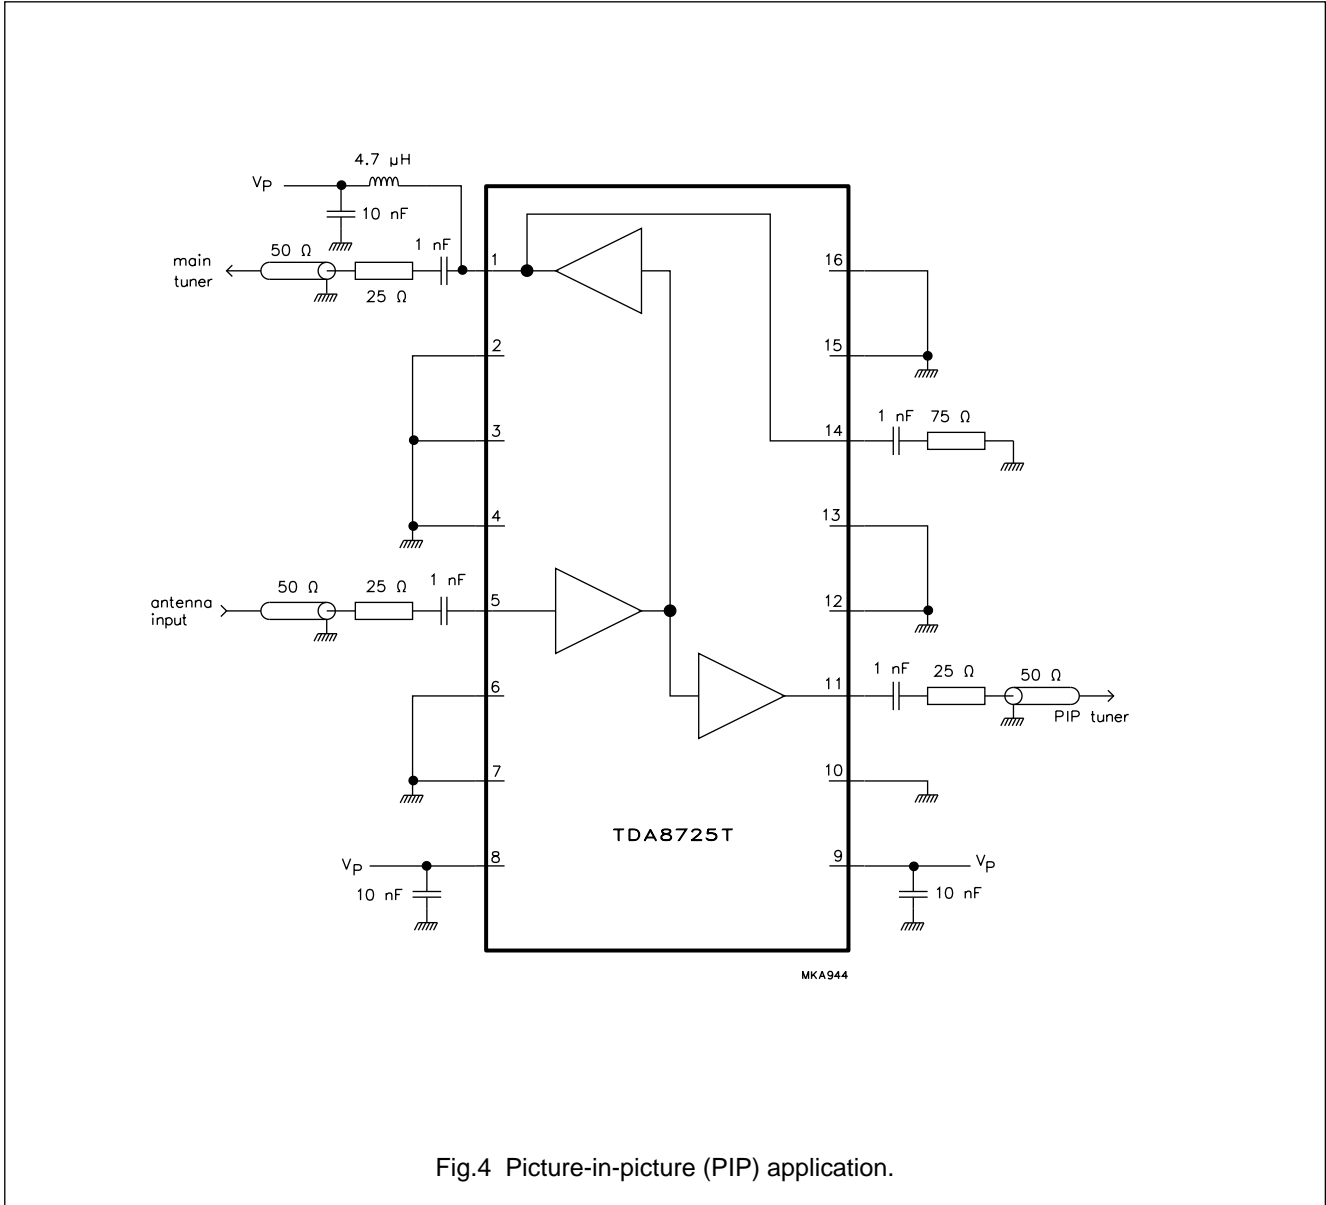 4.7 µH
VP
10 nF
1 nF
50 Ω
main
tuner
25 Ω
1
16
2
15
3
1 nF 75 Ω
14
4
13
50 Ω 25 Ω 1 nF
antenna
input
5
12
6
1 nF 25 Ω 50 Ω
11
PIP tuner
7
10
TDA8725T
VP
8
9
VP
10 nF
10 nF
MKA944
Fig.4 Picture-in-picture (PIP) application.